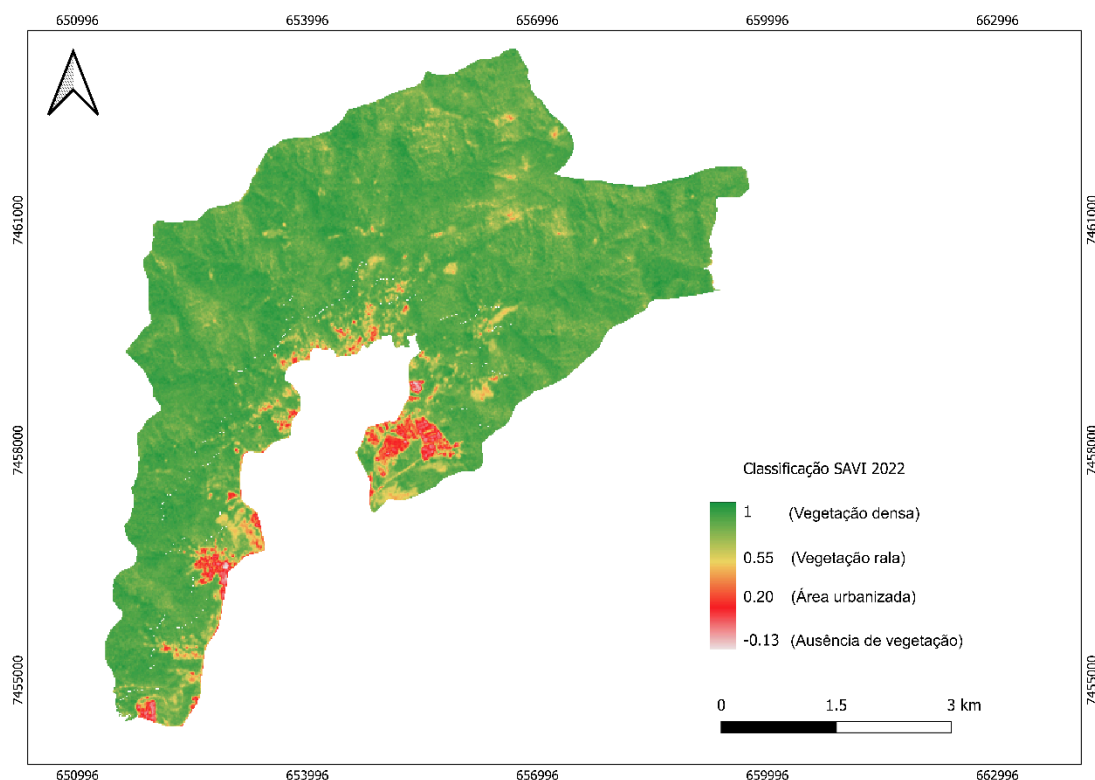 650996 653996 656996 659996 662996
7461000 7461000
7458000 7458000
Classificação SAVI 2022
1 (Vegetação densa)
0.55 (Vegetação rala)
0.20 (Área urbanizada)
-0.13 (Ausência de vegetação)
7455000 7455000
0 1.5 3 km
650996 653996 656996 659996 662996